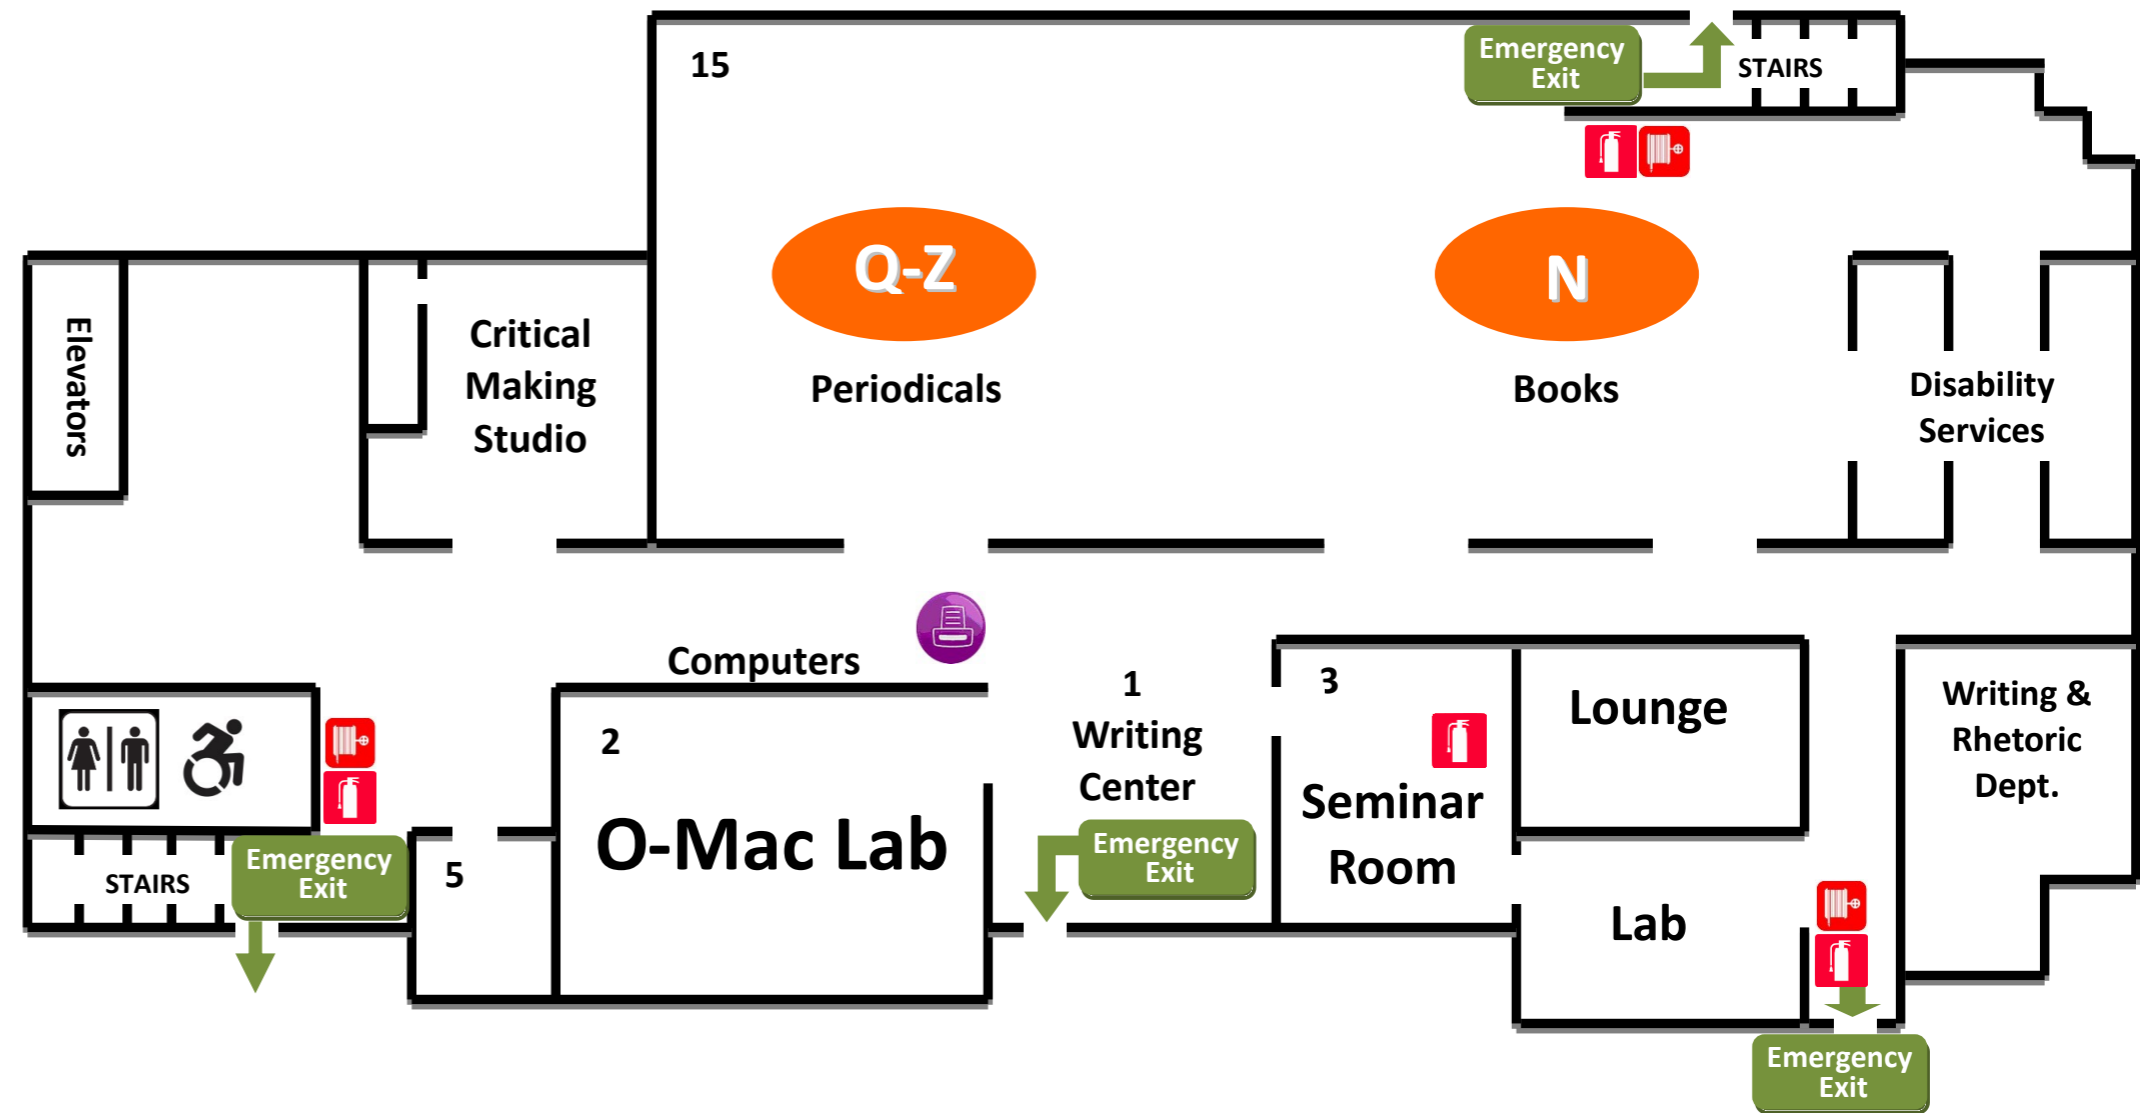 15
Emergency
Exit
STAIRS
Q-Z
N
Periodicals
Books
Elevators
Critical
Making
Studio
Disability
Services
Computers
1
Writing
Center
Emergency
Exit
2
O-Mac Lab
3
Seminar
Room
Lounge
Lab
Writing &
Rhetoric
Dept.
STAIRS
Emergency
Exit
5
Emergency
Exit